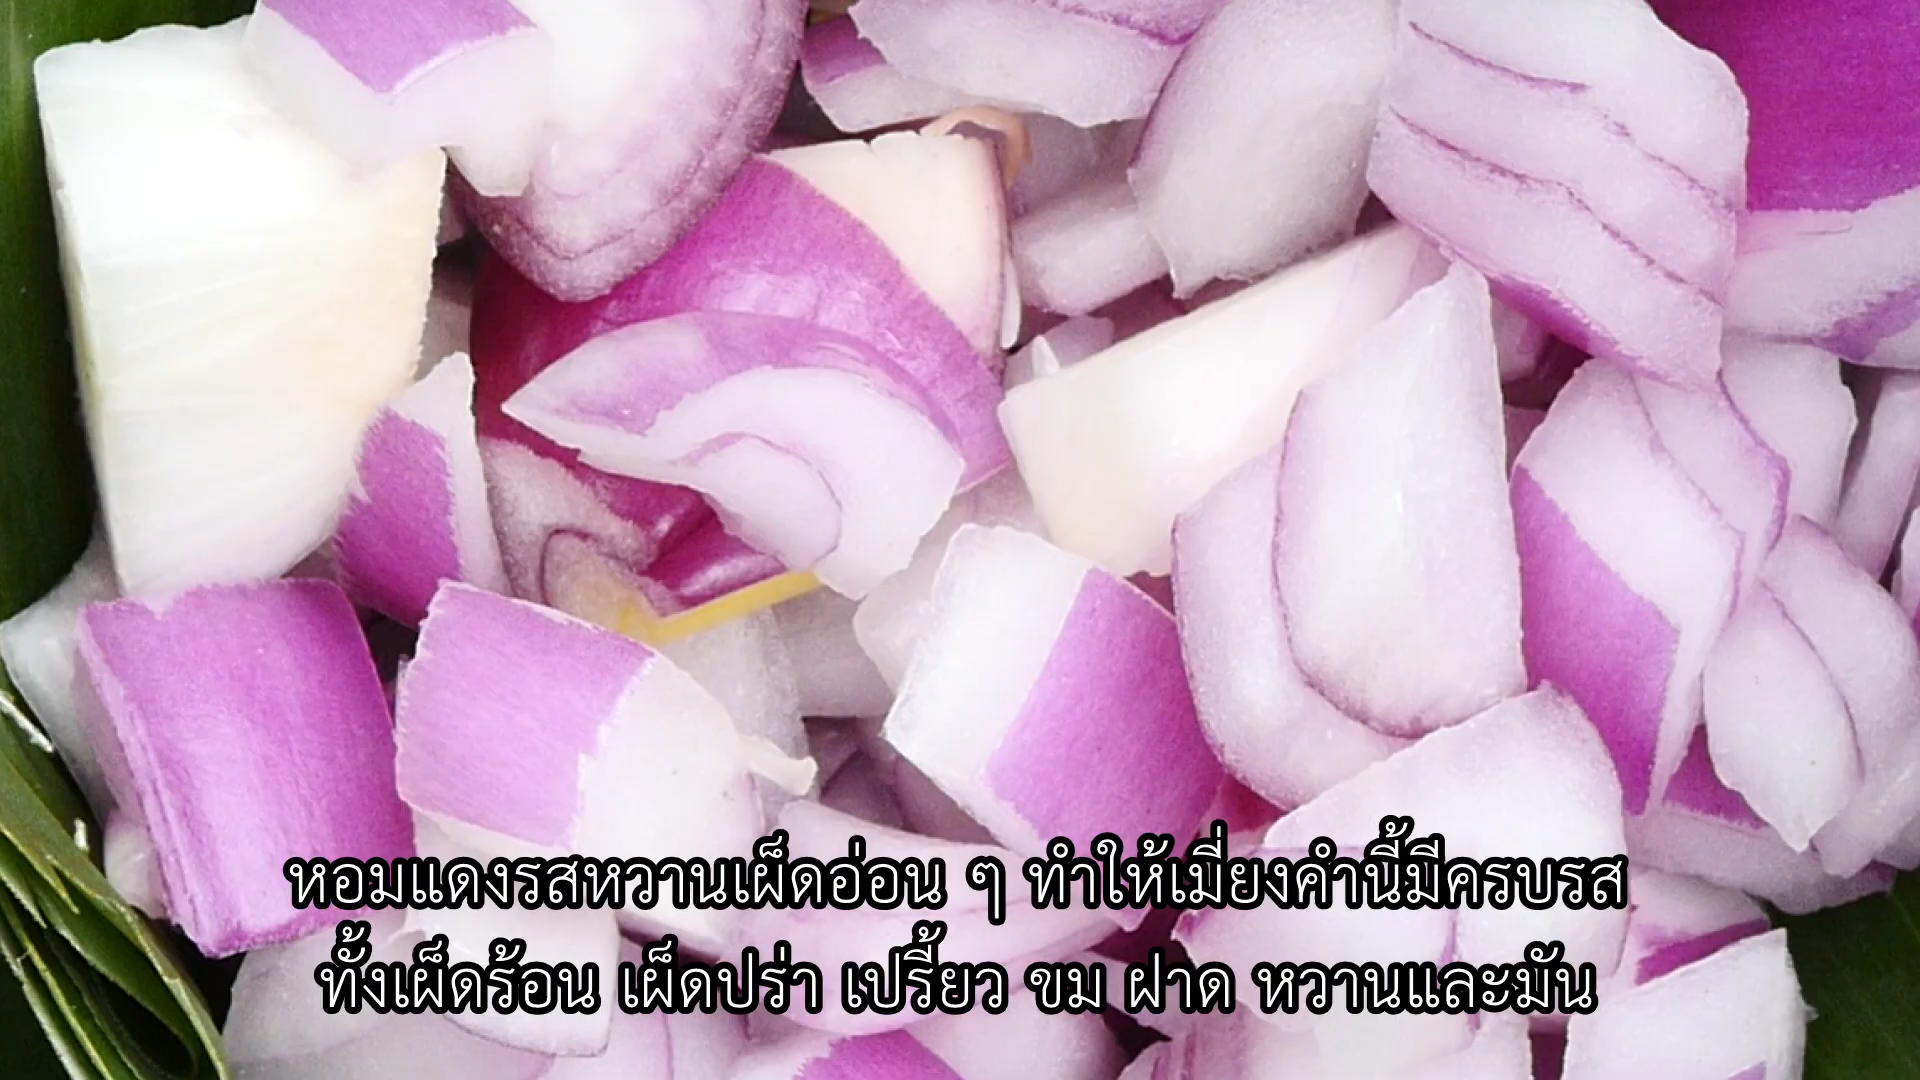 หอมแดงรสหวานเผ็ดอ่อน ๆ ทำให้เมี่ยงคำนี้มีครบรส
ทั้งเผ็ดร้อน เผ็ดปร่า เปรี้ยว ขม ฝาด หวานและมัน